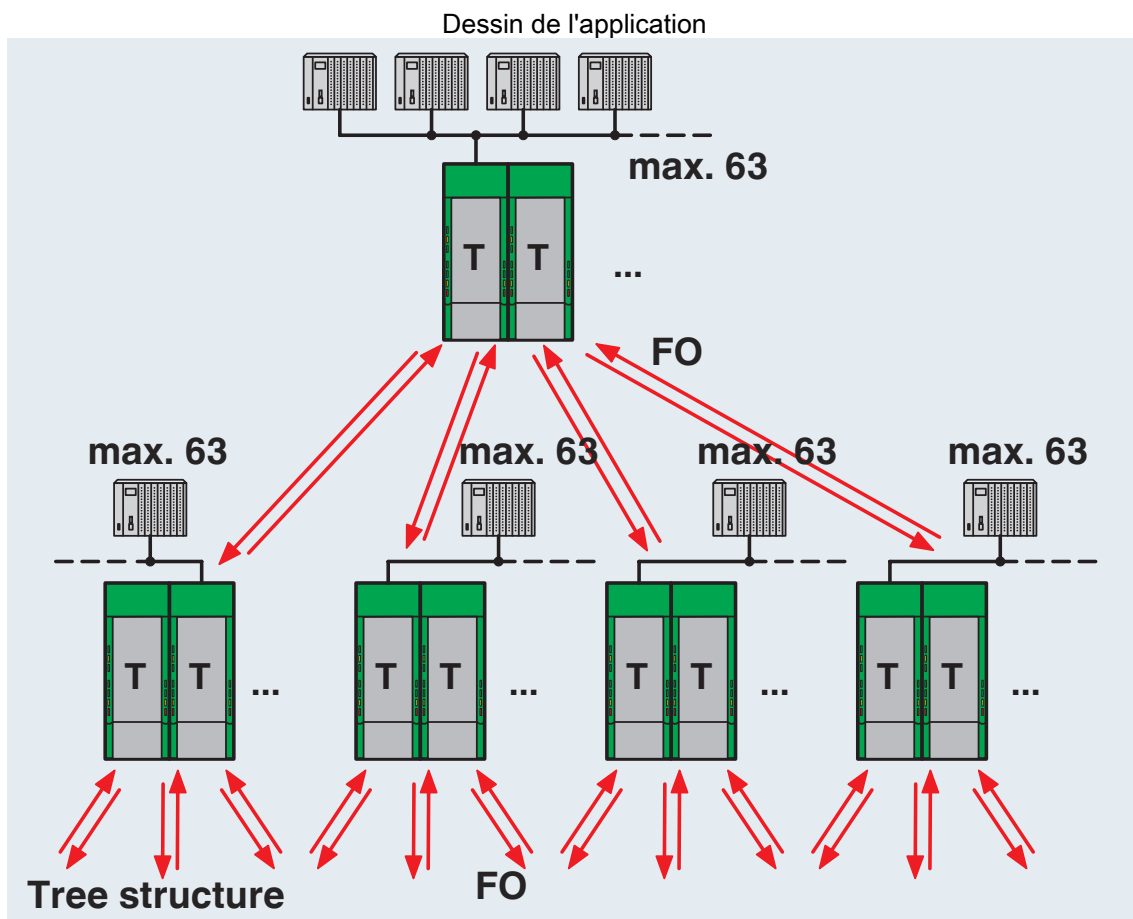 Dessin de l'application
max. 63
T T ...
FO
max. 63 max. 63 max. 63 max. 63
T T ... T T ... T T ... T T ...
Tree structure FO